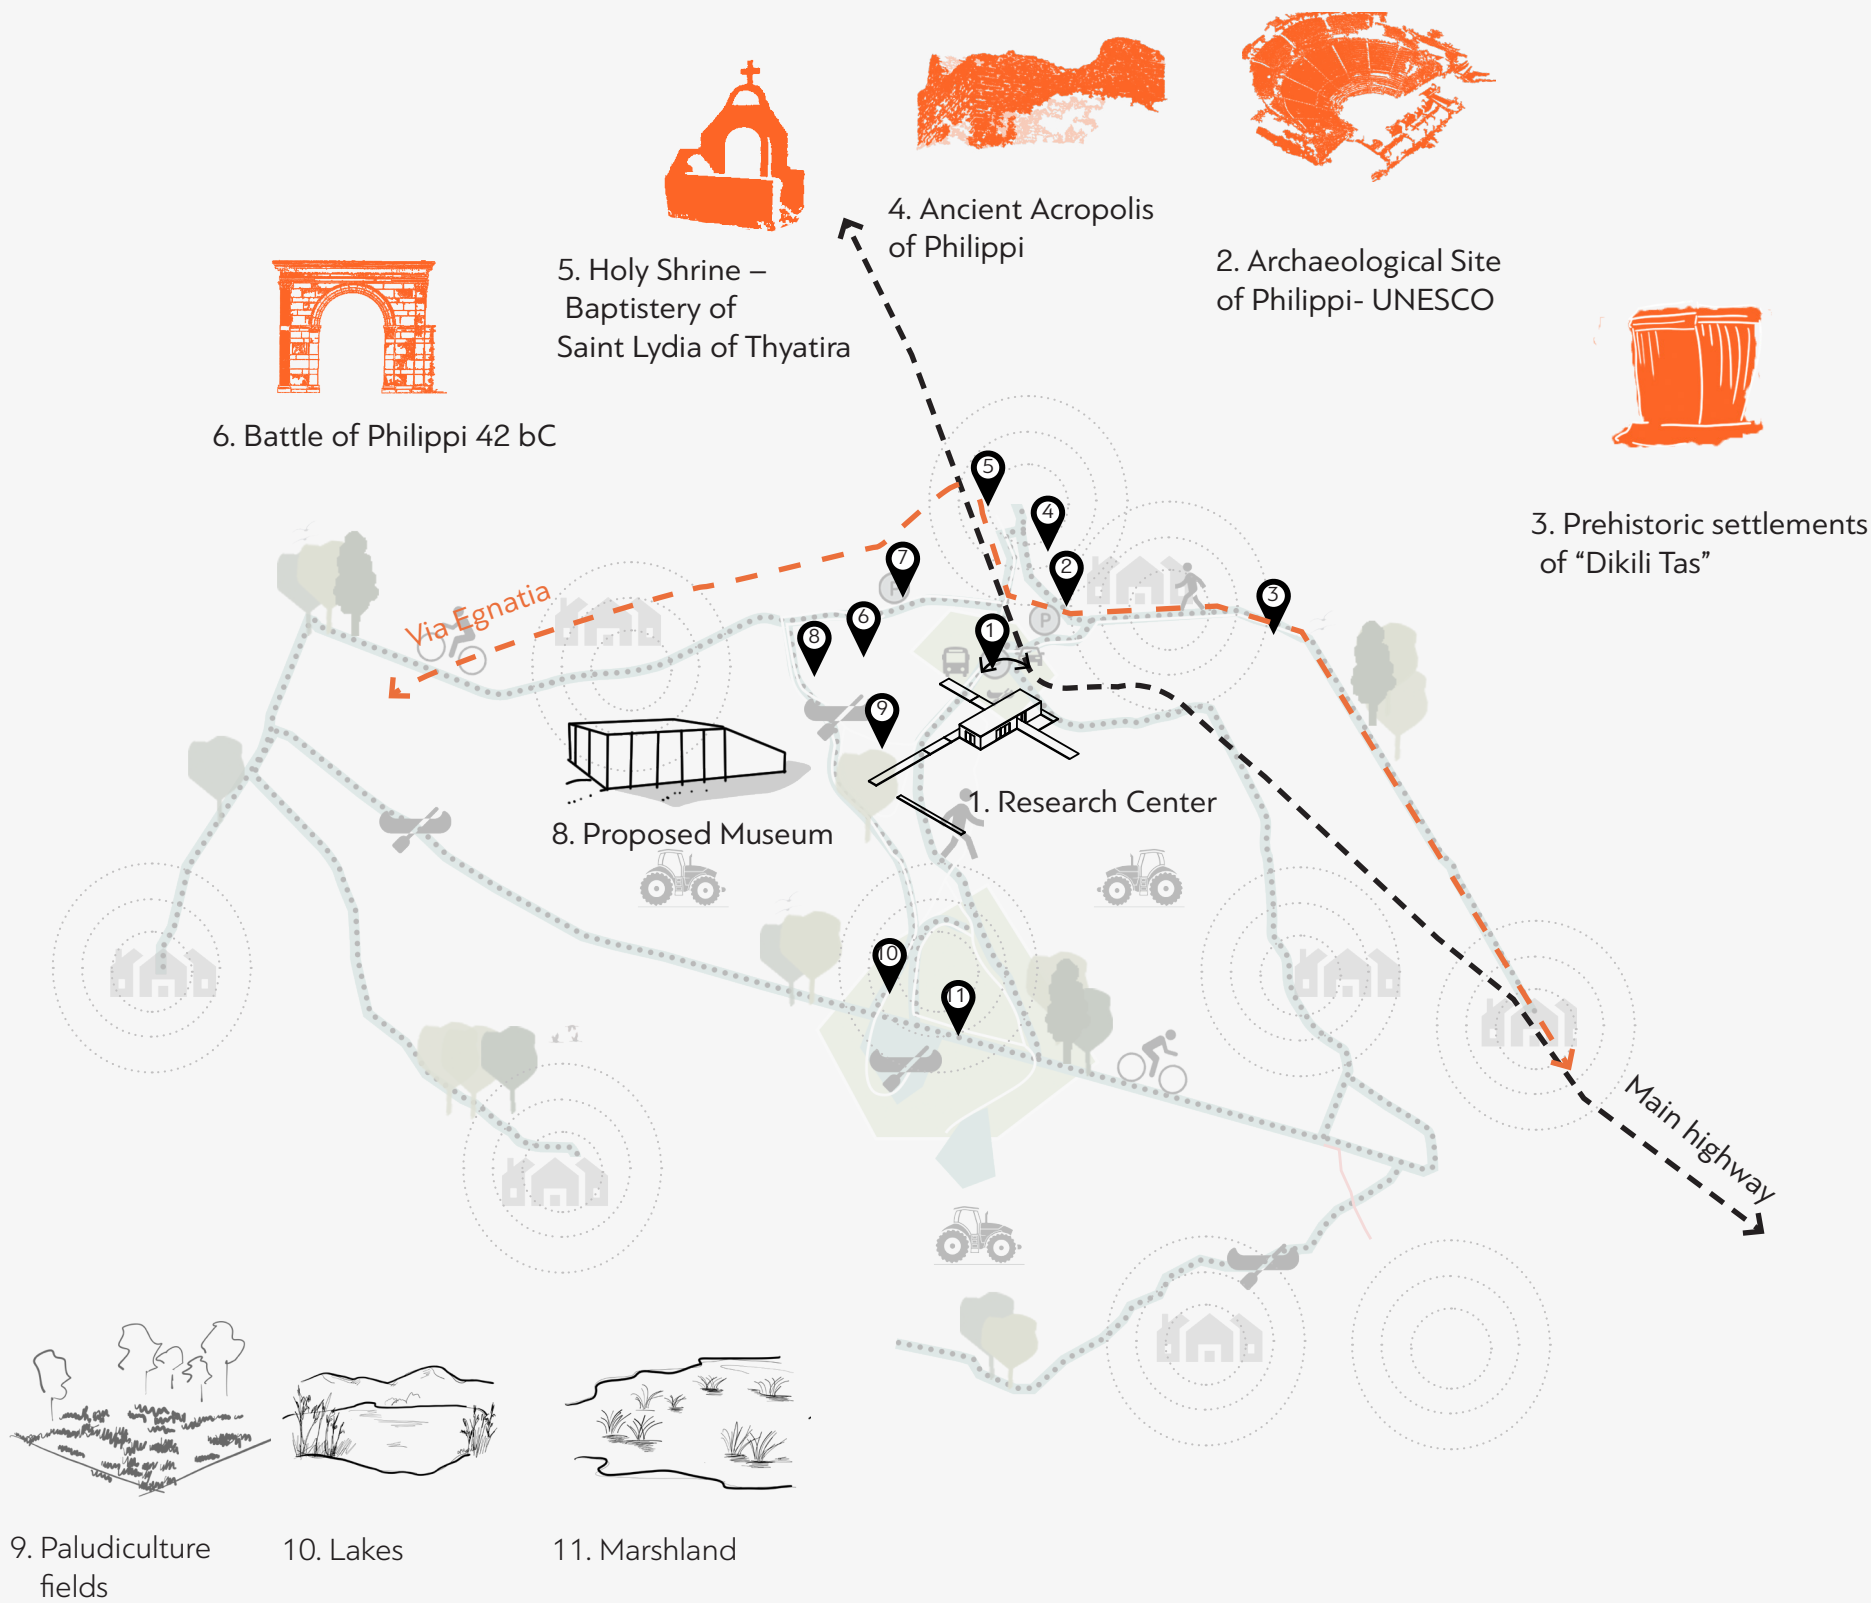 4. Ancient Acropolis
of Philippi
2. Archaeological Site
of Philippi- UNESCO
5. Holy Shrine –
Baptistery of
Saint Lydia of Thyatira
6. Battle of Philippi 42 bC
3. Prehistoric settlements
of “Dikili Tas”
5
4
7
2
3
P
Via Egnatia
6
8
1
P
9
1. Research Center
8. Proposed Museum
10
11
Main highway
9. Paludiculture
fields
10. Lakes
11. Marshland